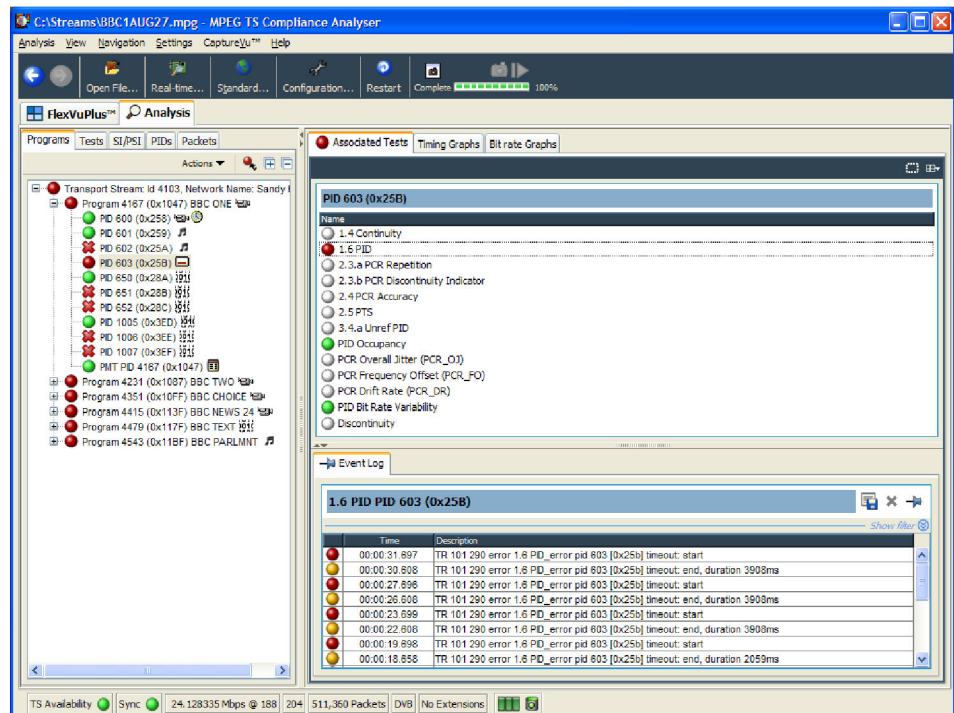 C:\Streams\BBC1AUG27.mpg - MPEG TS Compliance Analyser
Analysis View Navigation Settings CaptureVu™ Help
Open File... Real-time... Standard... Configuration... Restart Complete 100%
FlexVuPlus™ Analysis
Programs Tests SI/PSI PIDs Packets
Actions
Transport Stream: Id 4103, Network Name: Sandy
Program 4167 (0x1047) BBC ONE
PID 600 (0x258)
PID 601 (0x259)
PID 602 (0x25A)
PID 603 (0x25B)
PID 650 (0x28A)
PID 651 (0x28B)
PID 652 (0x28C)
PID 1005 (0x3ED)
PID 1006 (0x3EE)
PID 1007 (0x3EF)
PMT PID 4167 (0x1047)
Program 4231 (0x1087) BBC TWO
Program 4351 (0x10FF) BBC CHOICE
Program 4415 (0x113F) BBC NEWS 24
Program 4479 (0x117F) BBC TEXT
Program 4543 (0x11BF) BBC PARLMNT
Associated Tests Timing Graphs Bit rate Graphs
PID 603 (0x25B)
Name
1.4 Continuity
1.6 PID
2.3.a PCR Repetition
2.3.b PCR Discontinuity Indicator
2.4 PCR Accuracy
2.5 PTS
3.4.a Unref PID
PID Occupancy
PCR Overall Jitter (PCR_OJ)
PCR Frequency Offset (PCR_FO)
PCR Drift Rate (PCR_DR)
PID Bit Rate Variability
Discontinuity
Event Log
1.6 PID PID 603 (0x25B)
Show filter
Time Description
00:00:31.697 TR 101 290 error 1.6 PID_error pid 603 [0x25b] timeout: start
00:00:30.608 TR 101 290 error 1.6 PID_error pid 603 [0x25b] timeout: end, duration 3908ms
00:00:27.696 TR 101 290 error 1.6 PID_error pid 603 [0x25b] timeout: start
00:00:26.608 TR 101 290 error 1.6 PID_error pid 603 [0x25b] timeout: end, duration 3908ms
00:00:23.699 TR 101 290 error 1.6 PID_error pid 603 [0x25b] timeout: start
00:00:22.608 TR 101 290 error 1.6 PID_error pid 603 [0x25b] timeout: end, duration 3908ms
00:00:19.698 TR 101 290 error 1.6 PID_error pid 603 [0x25b] timeout: start
00:00:18.658 TR 101 290 error 1.6 PID_error pid 603 [0x25b] timeout: end, duration 2059ms
TS Availability Sync 24.128335 Mbps @ 188 204 511,360 Packets DVB No Extensions